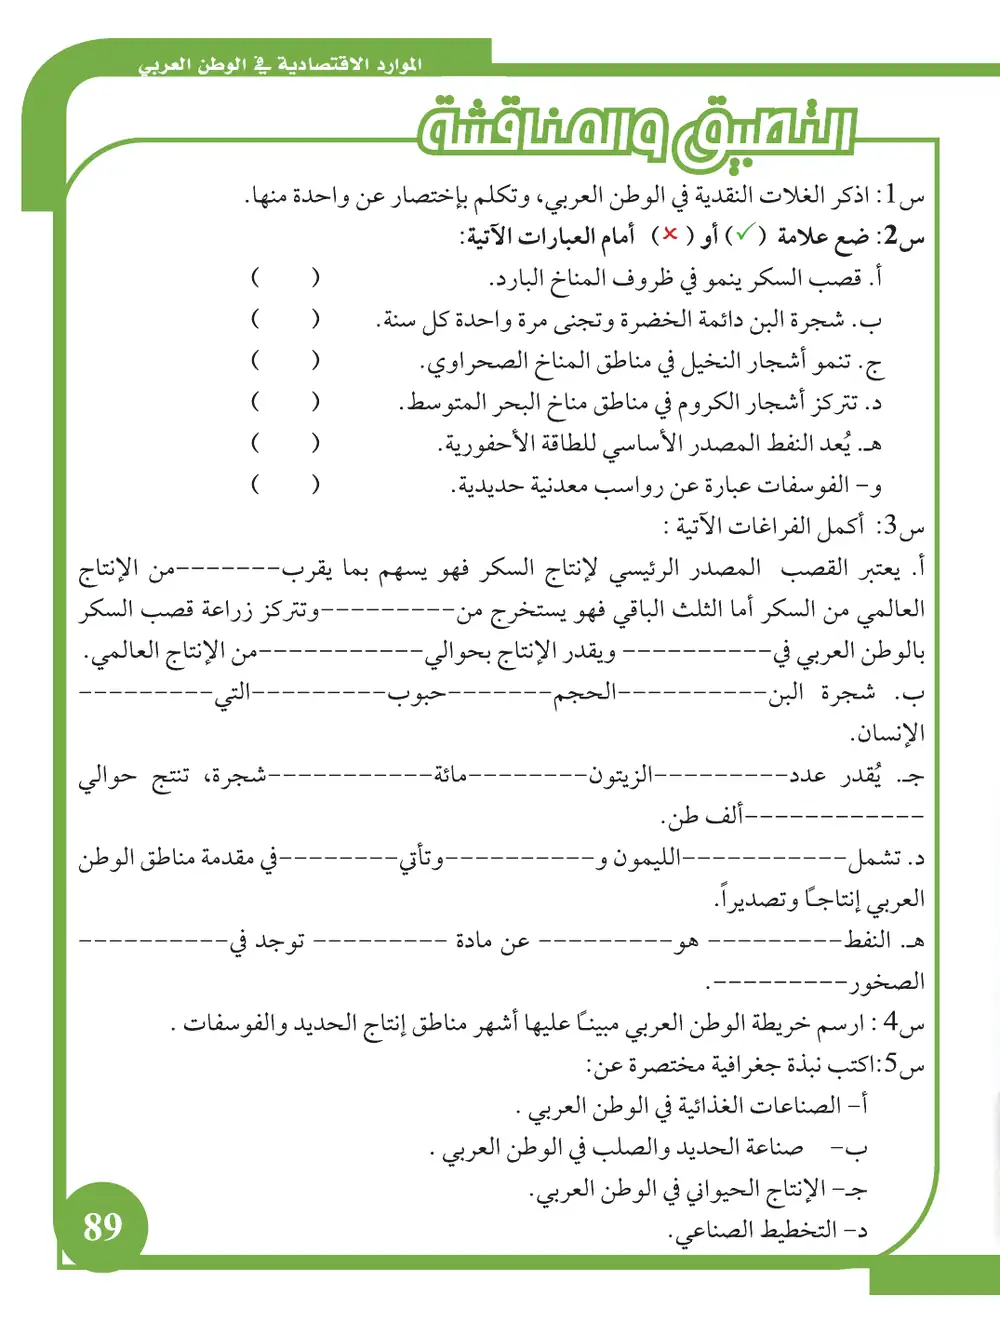 الموارد الاقتصادية في الوطن العربي
التطبيق والمناقشة
س1: اذكر الغلات النقدية في الوطن العربي، وتكلم بإختصار عن واحدة منها.
س2: ضع علامة (✓) أو (✗) أمام العبارات الآتية:
أ. قصب السكر ينمو في ظروف المناخ البارد. ( )
ب. شجرة البن دائمة الخضرة وتجنى مرة واحدة كل سنة. ( )
ج. تنمو أشجار النخيل في مناطق المناخ الصحراوي. ( )
د. تتركز أشجار الكروم في مناطق مناخ البحر المتوسط. ( )
هـ. يُعد النفط المصدر الأساسي للطاقة الأحفورية. ( )
و- الفوسفات عبارة عن رواسب معدنية حديدية. ( )
س3: أكمل الفراغات الآتية :
أ. يعتبر القصب المصدر الرئيسي لإنتاج السكر فهو يسهم بما يقرب-------من الإنتاج
العالمي من السكر أما الثلث الباقي فهو يستخرج من---------وتتركز زراعة قصب السكر
بالوطن العربي في---------- ويقدر الإنتاج بحوالي-----------من الإنتاج العالمي.
ب. شجرة البن----------الحجم-------حبوب---------التي---------
الإنسان.
جـ. يُقدر عدد---------الزيتون--------مائة-----------شجرة، تنتج حوالي
------------ألف طن.
د. تشمل-----------الليمون و----------وتأتي--------في مقدمة مناطق الوطن
العربي إنتاجـًا وتصديراً.
هـ. النفط--------- هو--------- عن مادة --------- توجد في----------
الصخور---------.
س4 : ارسم خريطة الوطن العربي مبينـًا عليها أشهر مناطق إنتاج الحديد والفوسفات .
س5:اكتب نبذة جغرافية مختصرة عن:
أ- الصناعات الغذائية في الوطن العربي .
ب- صناعة الحديد والصلب في الوطن العربي .
جـ- الإنتاج الحيواني في الوطن العربي.
د- التخطيط الصناعي.
89